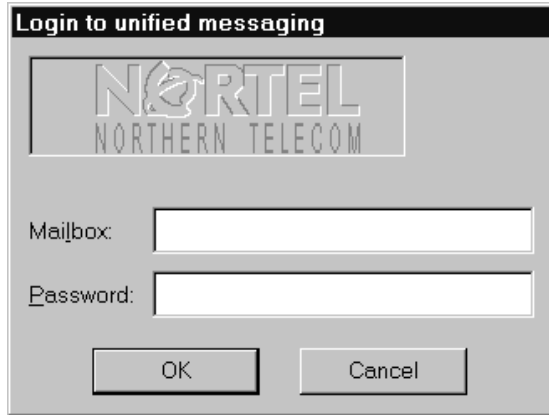 Login to unified messaging
NORTEL
NORTHERN TELECOM
Mailbox:
Password:
OK Cancel